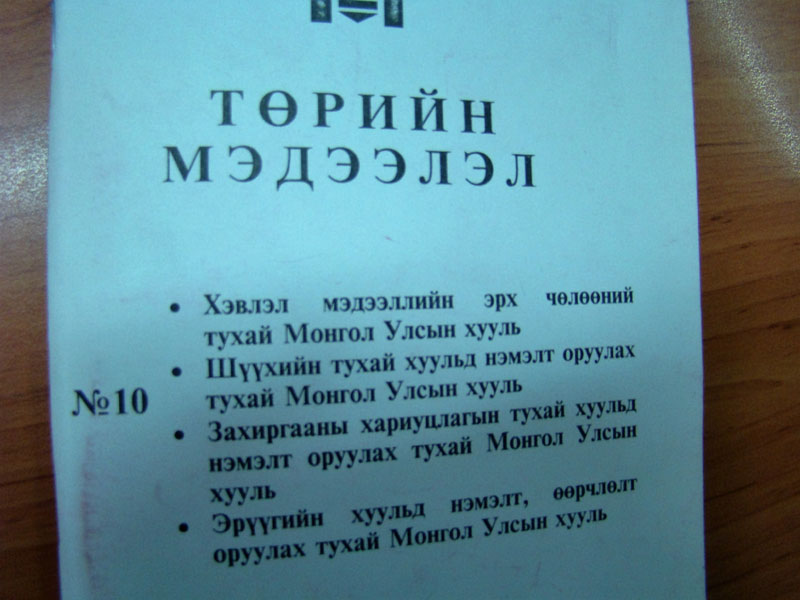 ТӨРИЙН
МЭДЭЭЛЭЛ
• Хэвлэл мэдээллийн эрх чөлөөний
тухай Монгол Улсын хууль
• Шүүхийн тухай хуульд нэмэлт оруулах
тухай Монгол Улсын хууль
№10
• Захиргааны хариуцлагын тухай хуульд
нэмэлт оруулах тухай Монгол Улсын
хууль
• Эрүүгийн хуульд нэмэлт, өөрчлөлт
оруулах тухай Монгол Улсын хууль